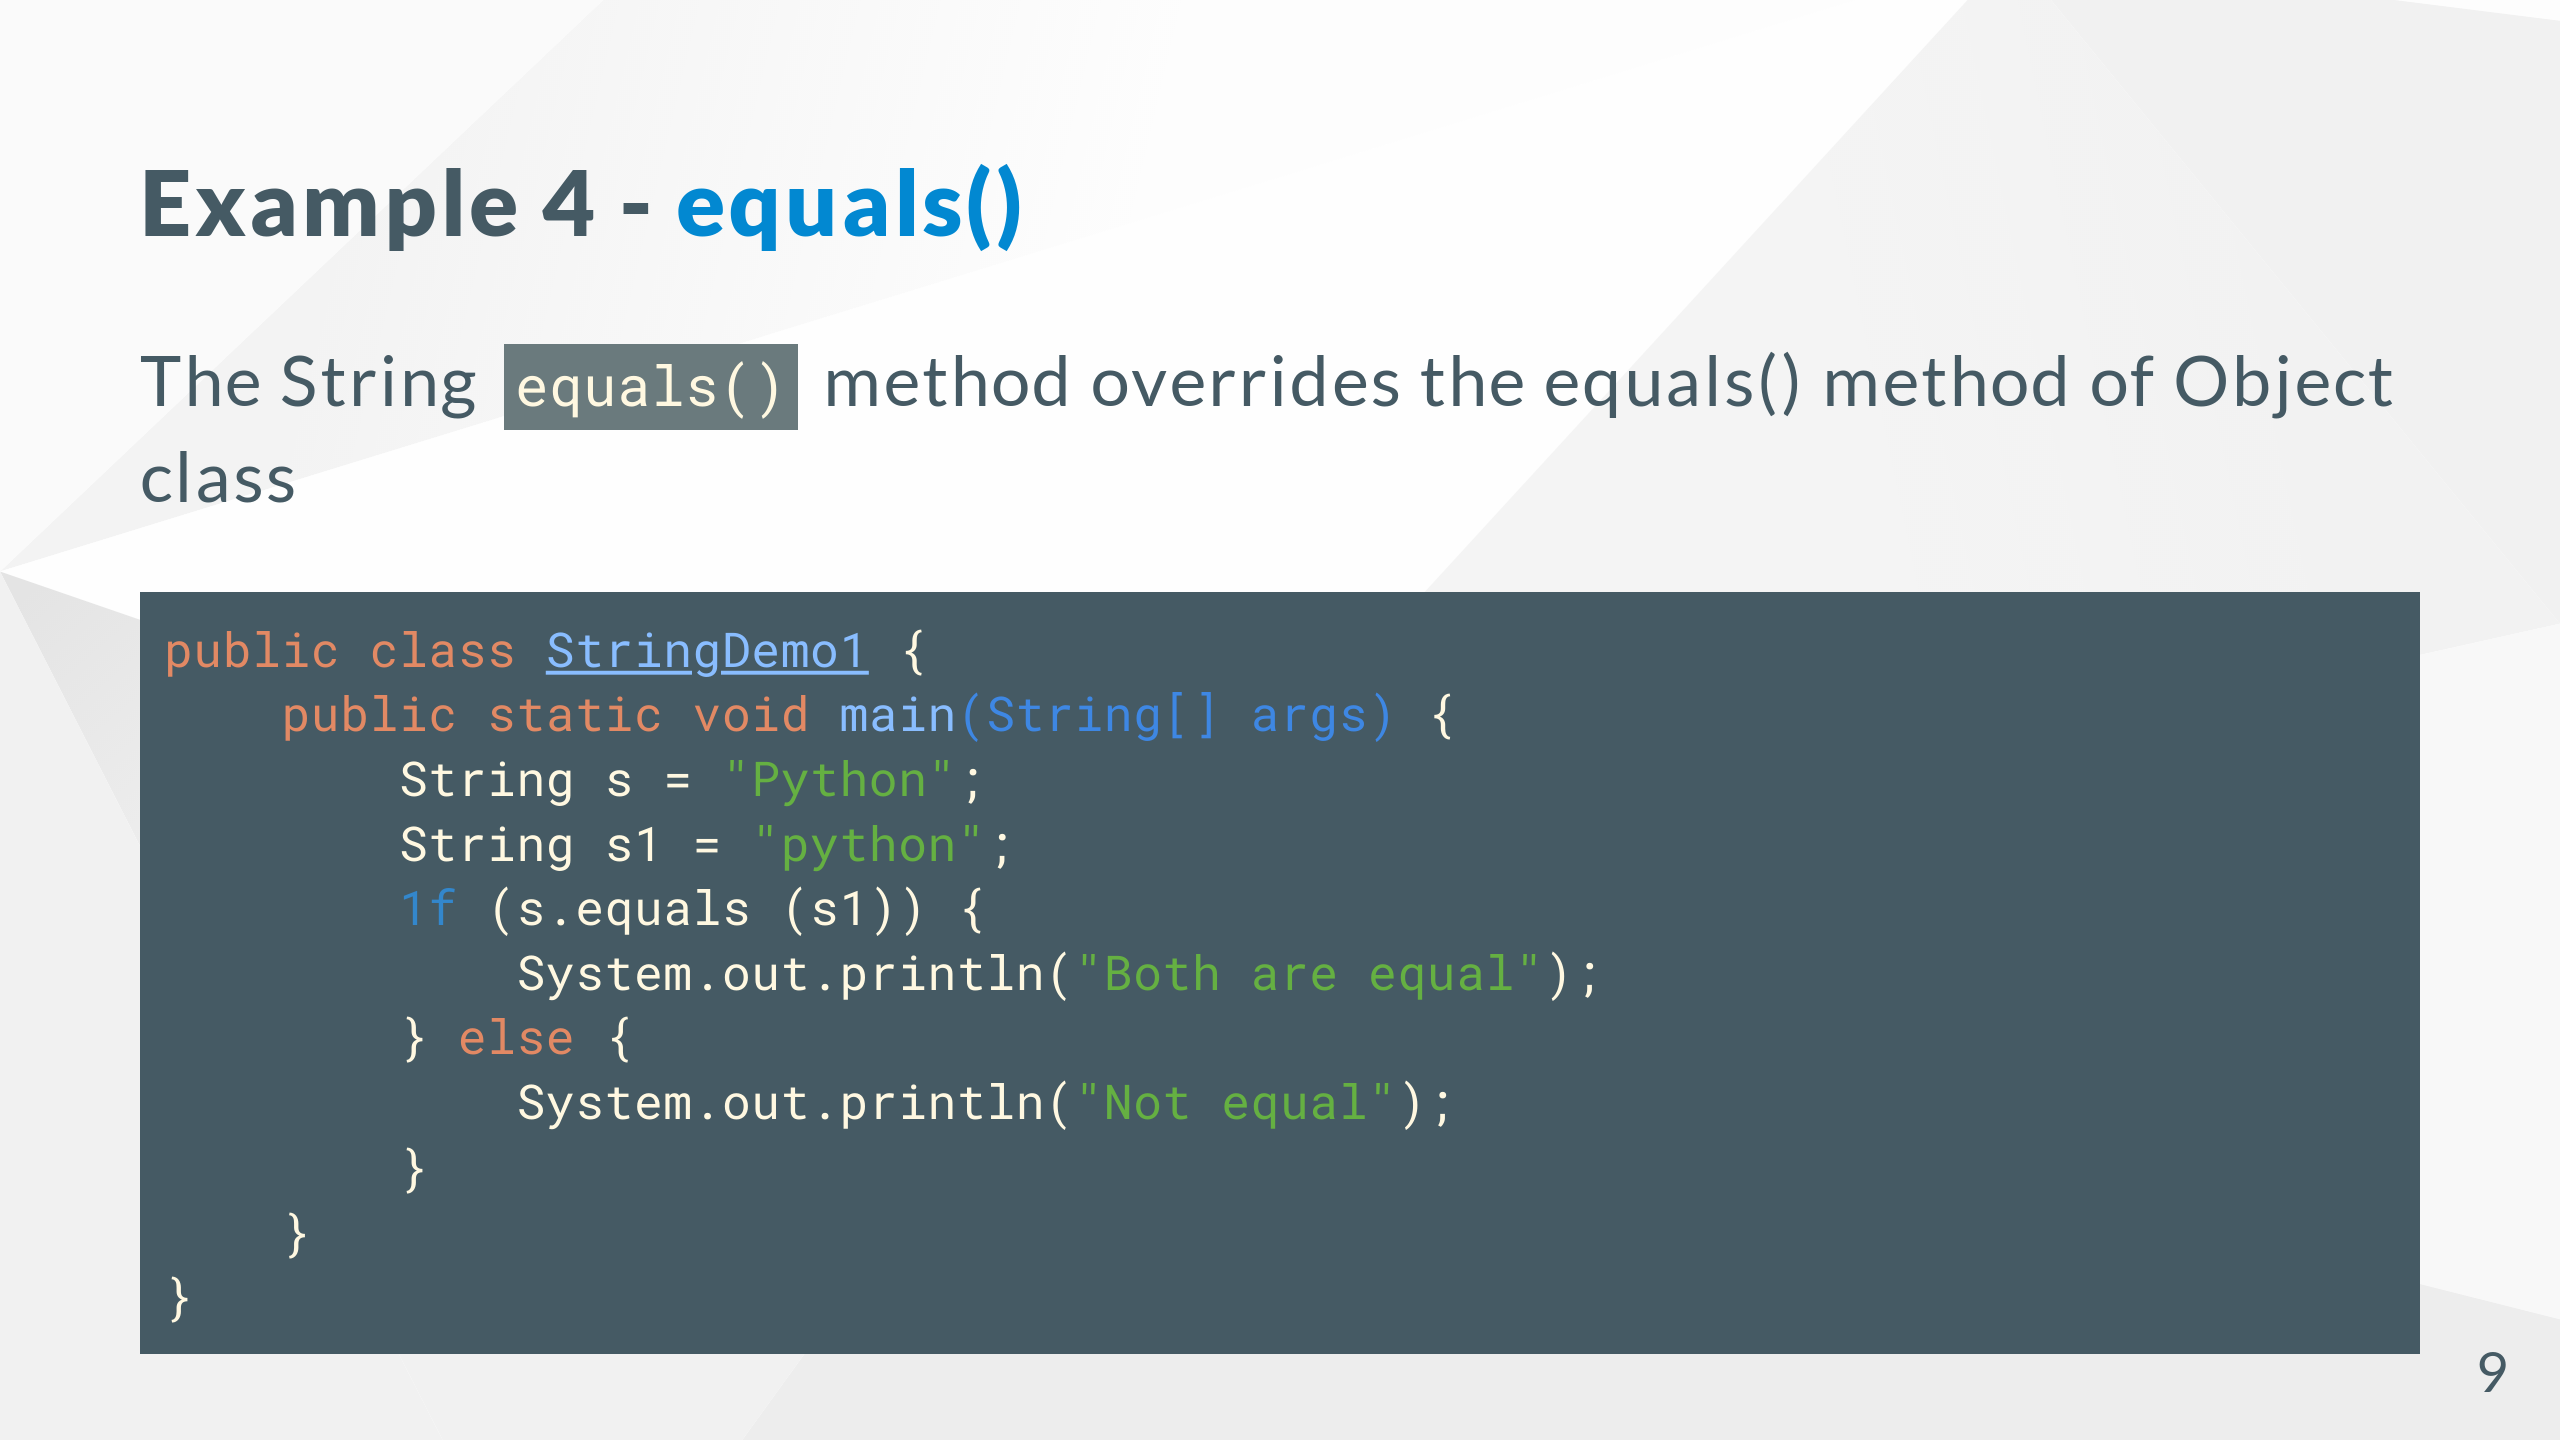 Example 4 - equals()
The String equals() method overrides the equals() method of Object
class
public class StringDemo1 {
    public static void main(String[] args) {
        String s = "Python";
        String s1 = "python";
        1f (s.equals (s1)) {
            System.out.println("Both are equal");
        } else {
            System.out.println("Not equal");
        }
    }
}
9